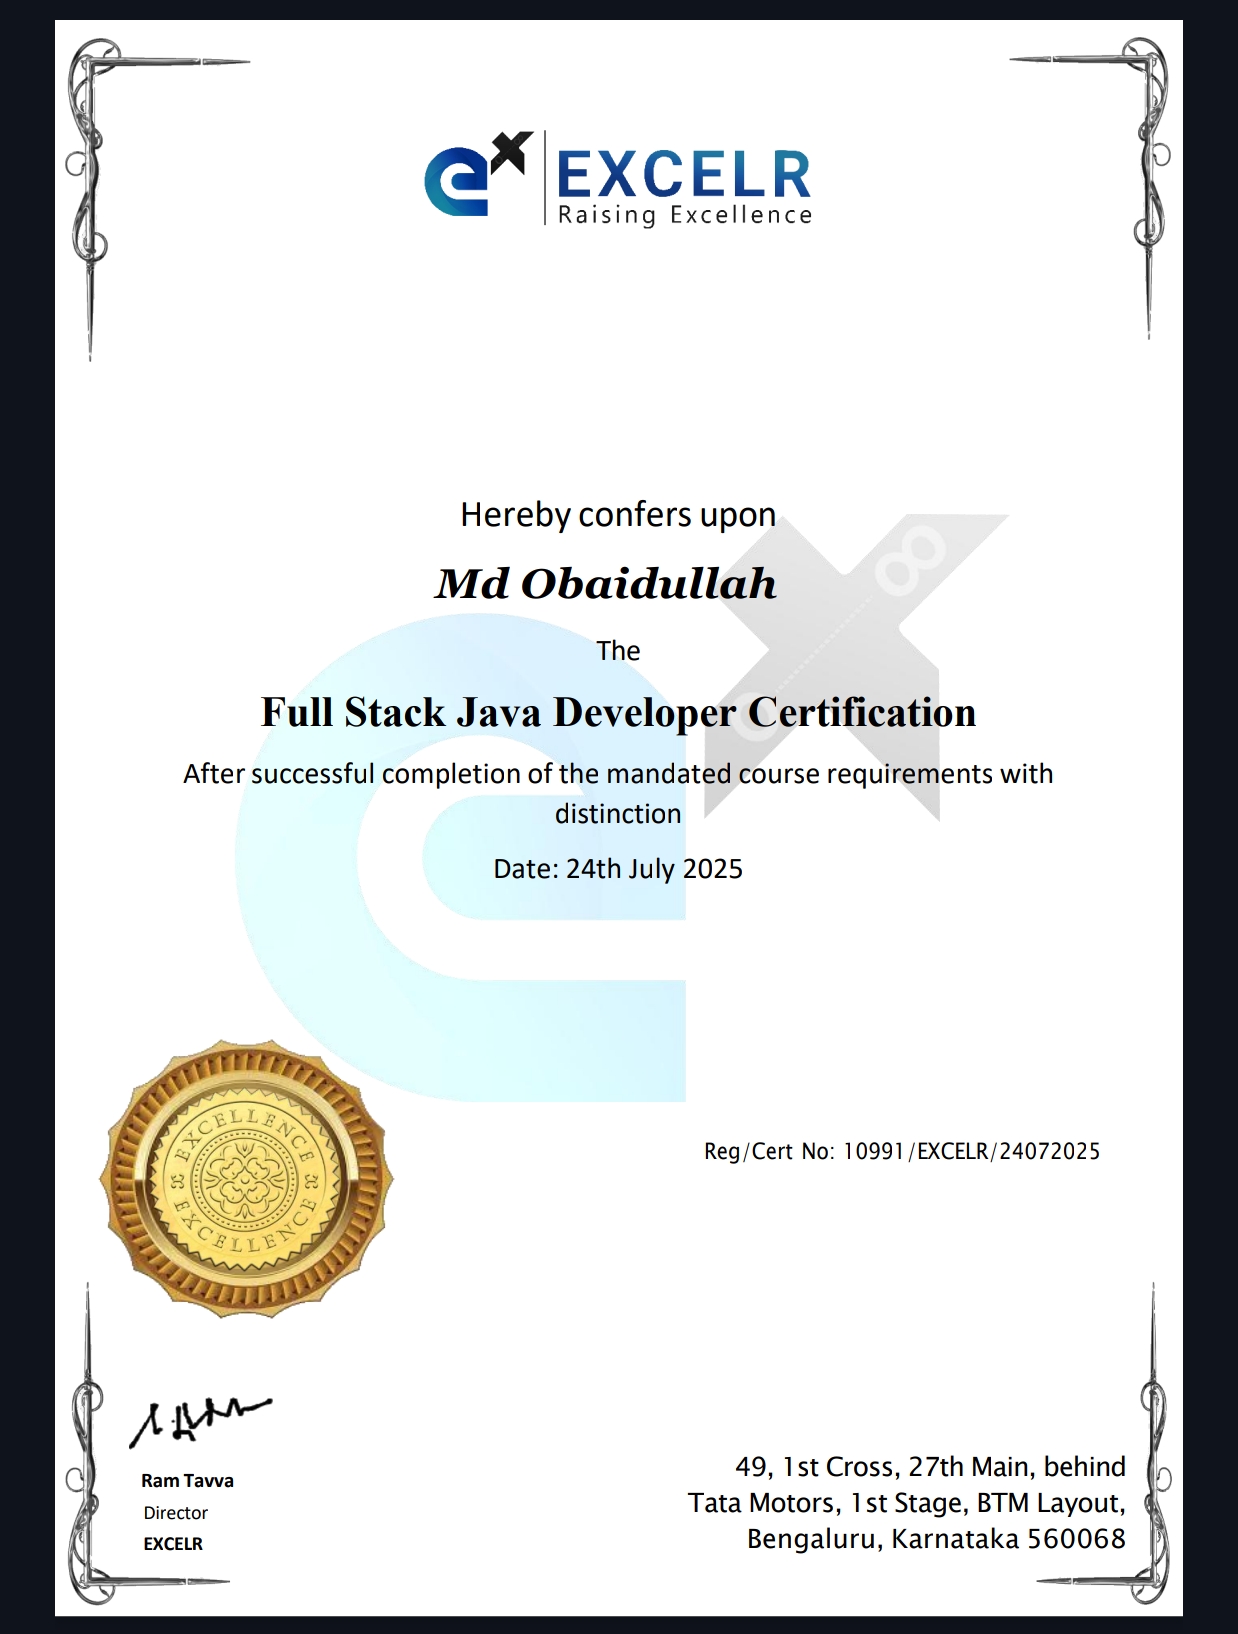 EXCELR
Raising Excellence
Hereby confers upon
Md Obaidullah
The
Full Stack Java Developer Certification
After successful completion of the mandated course requirements with
distinction
Date: 24th July 2025
EXCELLENCE
EXCELLENCE
Reg/Cert No: 10991/EXCELR/24072025
Ram Tavva
Director
EXCELR
49, 1st Cross, 27th Main, behind
Tata Motors, 1st Stage, BTM Layout,
Bengaluru, Karnataka 560068